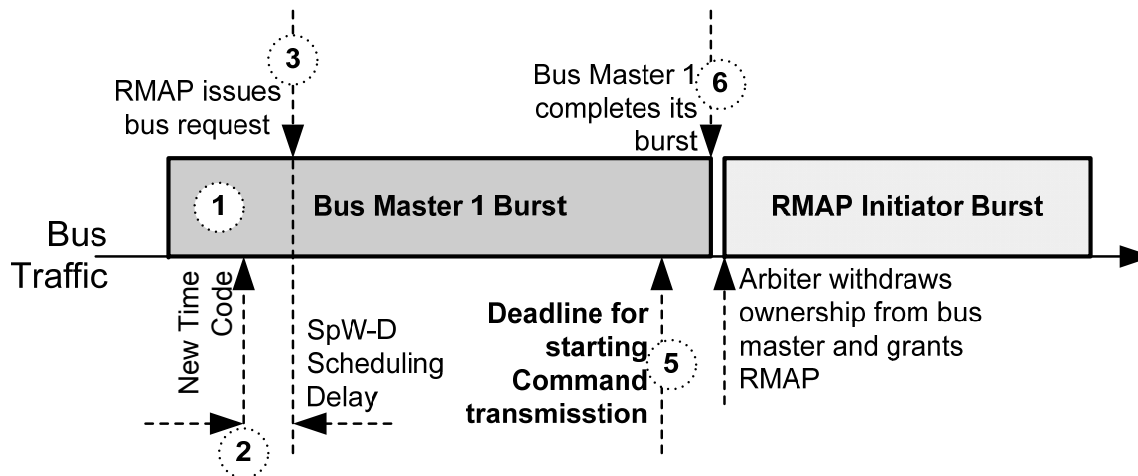 3
RMAP issues
bus request
Bus Master 1
completes its
burst
6
1
Bus Master 1 Burst
RMAP Initiator Burst
Bus
Traffic
New Time
Code
2
SpW-D
Scheduling
Delay
Deadline for
starting
Command
transmisstion
5
Arbiter withdraws
ownership from bus
master and grants
RMAP